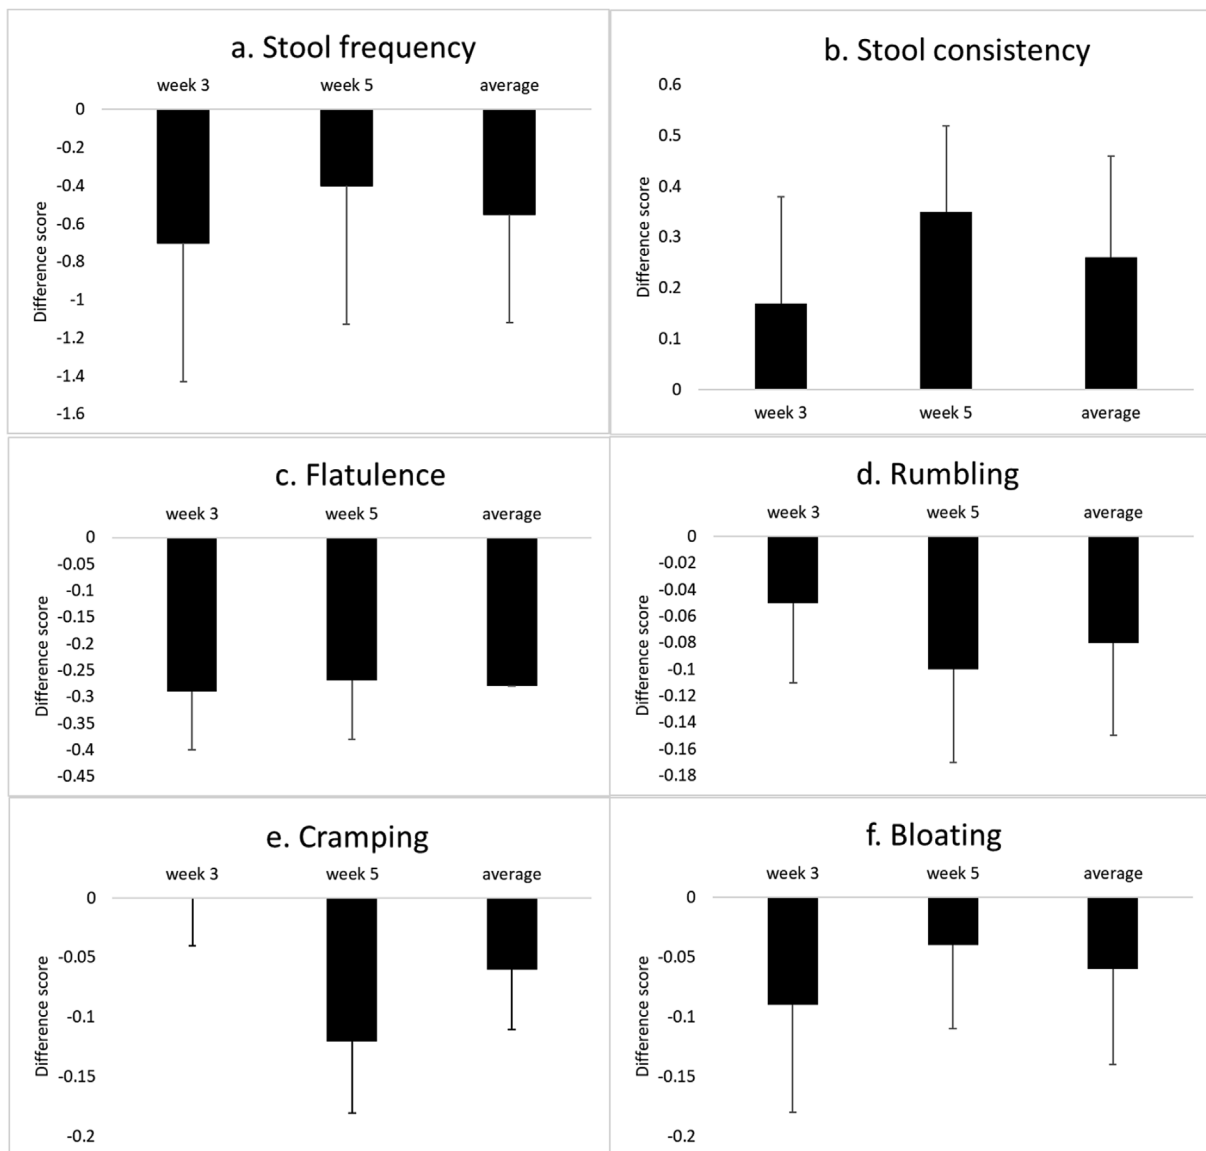 a. Stool frequency
week 3 week 5 average
0
-0.2
-0.4
-0.6
-0.8
-1
-1.2
-1.4
-1.6
Difference score
b. Stool consistency
0.6
0.5
0.4
0.3
0.2
0.1
0
Difference score
week 3 week 5 average
c. Flatulence
week 3 week 5 average
0
-0.05
-0.1
-0.15
-0.2
-0.25
-0.3
-0.35
-0.4
-0.45
Difference score
d. Rumbling
week 3 week 5 average
0
-0.02
-0.04
-0.06
-0.08
-0.1
-0.12
-0.14
-0.16
-0.18
Difference score
e. Cramping
week 3 week 5 average
0
-0.05
-0.1
-0.15
-0.2
Difference score
f. Bloating
week 3 week 5 average
0
-0.05
-0.1
-0.15
-0.2
Difference score